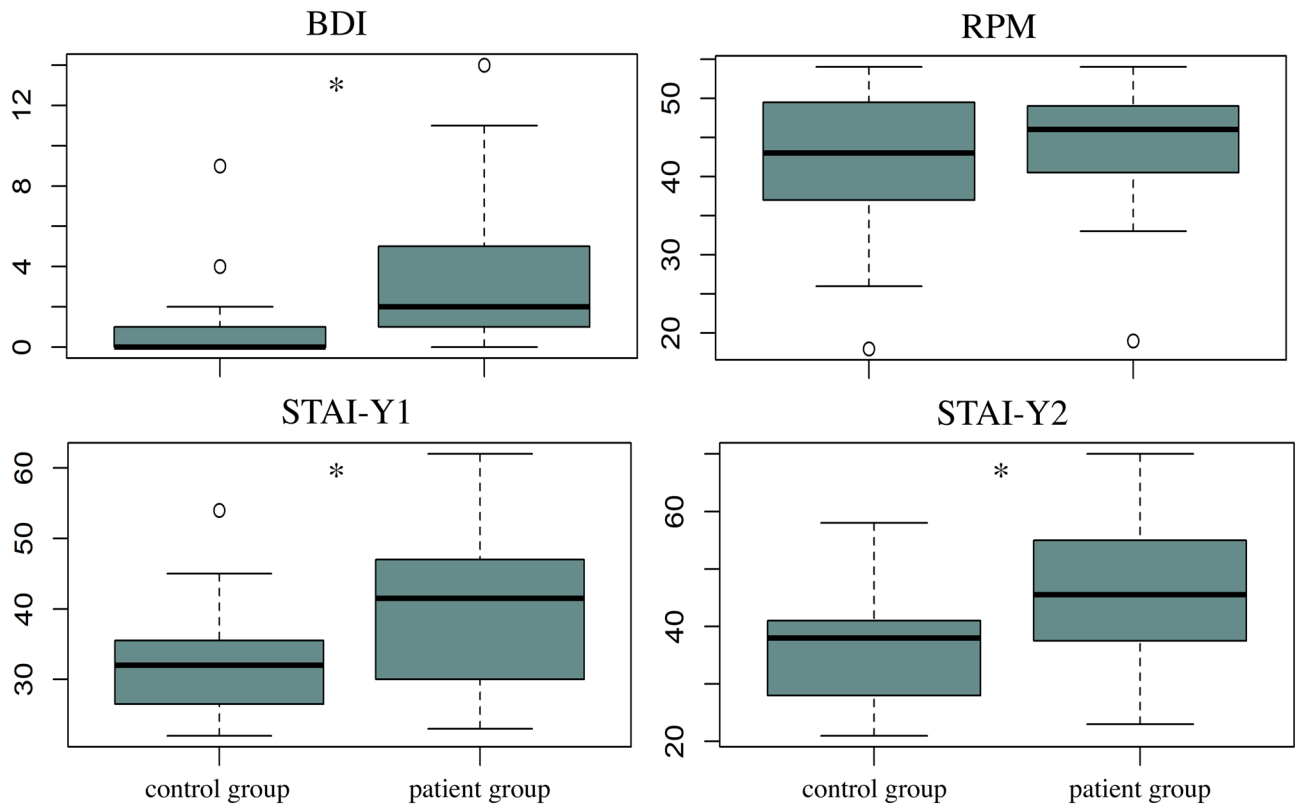 BDI
RPM
*
12
8
4
0
50
40
30
20
STAI-Y1
STAI-Y2
*
*
60
50
40
30
60
40
20
control group
patient group
control group
patient group